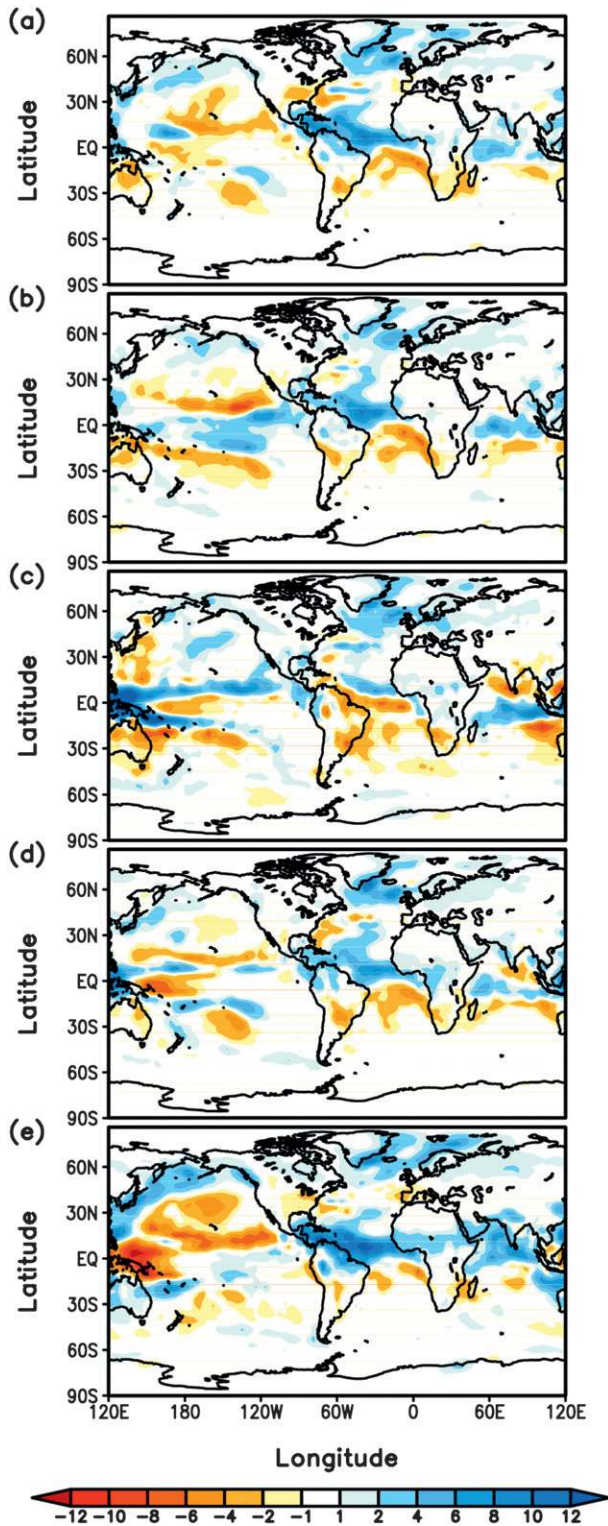 (a)
60N
30N
EQ
30S
60S
90S
Latitude
(b)
60N
30N
EQ
30S
60S
90S
Latitude
(c)
60N
30N
EQ
30S
60S
90S
Latitude
(d)
60N
30N
EQ
30S
60S
90S
Latitude
(e)
60N
30N
EQ
30S
60S
90S
Latitude
120E 180 120W 60W 0 60E 120E
Longitude
-12 -10 -8 -6 -4 -2 -1 1 2 4 6 8 10 12